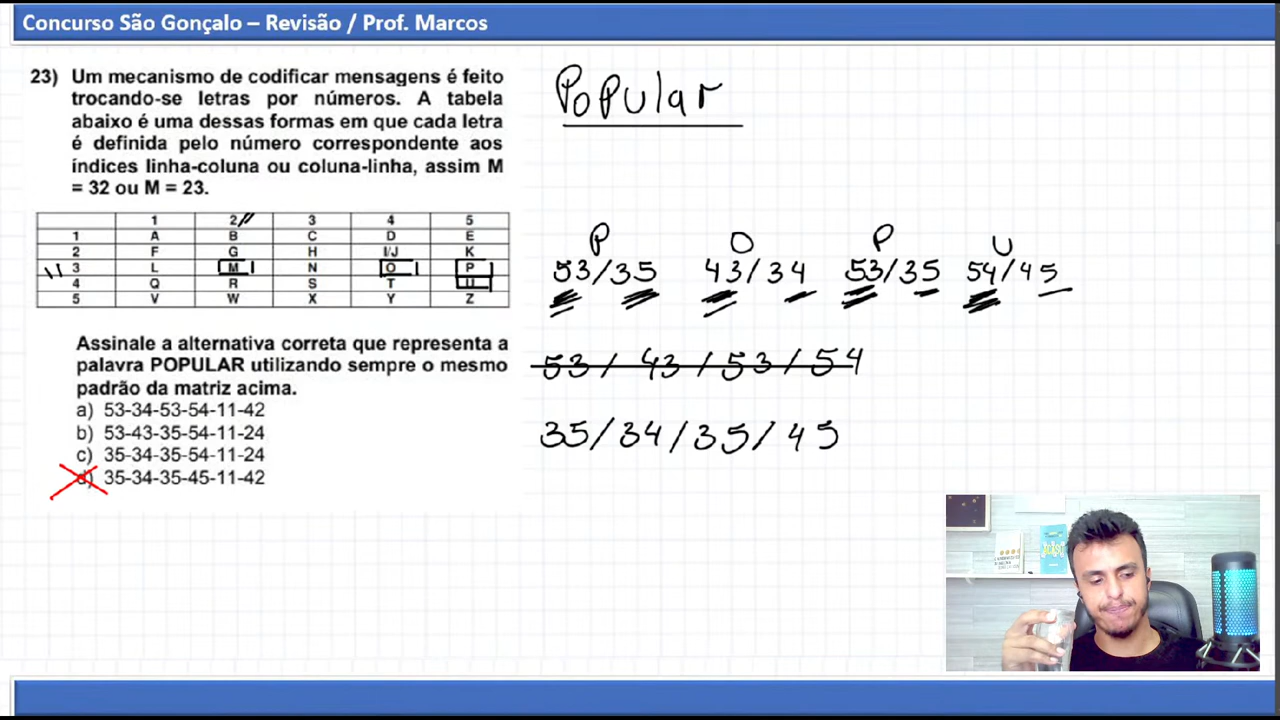 Concurso São Gonçalo – Revisão / Prof. Marcos
23) Um mecanismo de codificar mensagens é feito
trocando-se letras por números. A tabela
abaixo é uma dessas formas em que cada letra
é definida pelo número correspondente aos
índices linha-coluna ou coluna-linha, assim M
= 32 ou M = 23.
1 2 3 4 5
1 A B C D E
2 F G H I/J K
3 L M N O P
4 Q R S T U
5 V W X Y Z
Assinale a alternativa correta que representa a
palavra POPULAR utilizando sempre o mesmo
padrão da matriz acima.
a) 53-34-53-54-11-42
b) 53-43-35-54-11-24
c) 35-34-35-54-11-24
d) 35-34-35-45-11-42
Popular
P O P U
53/35 43/34 53/35 54/45
53 / 43 / 53 / 54
35/34/35/45